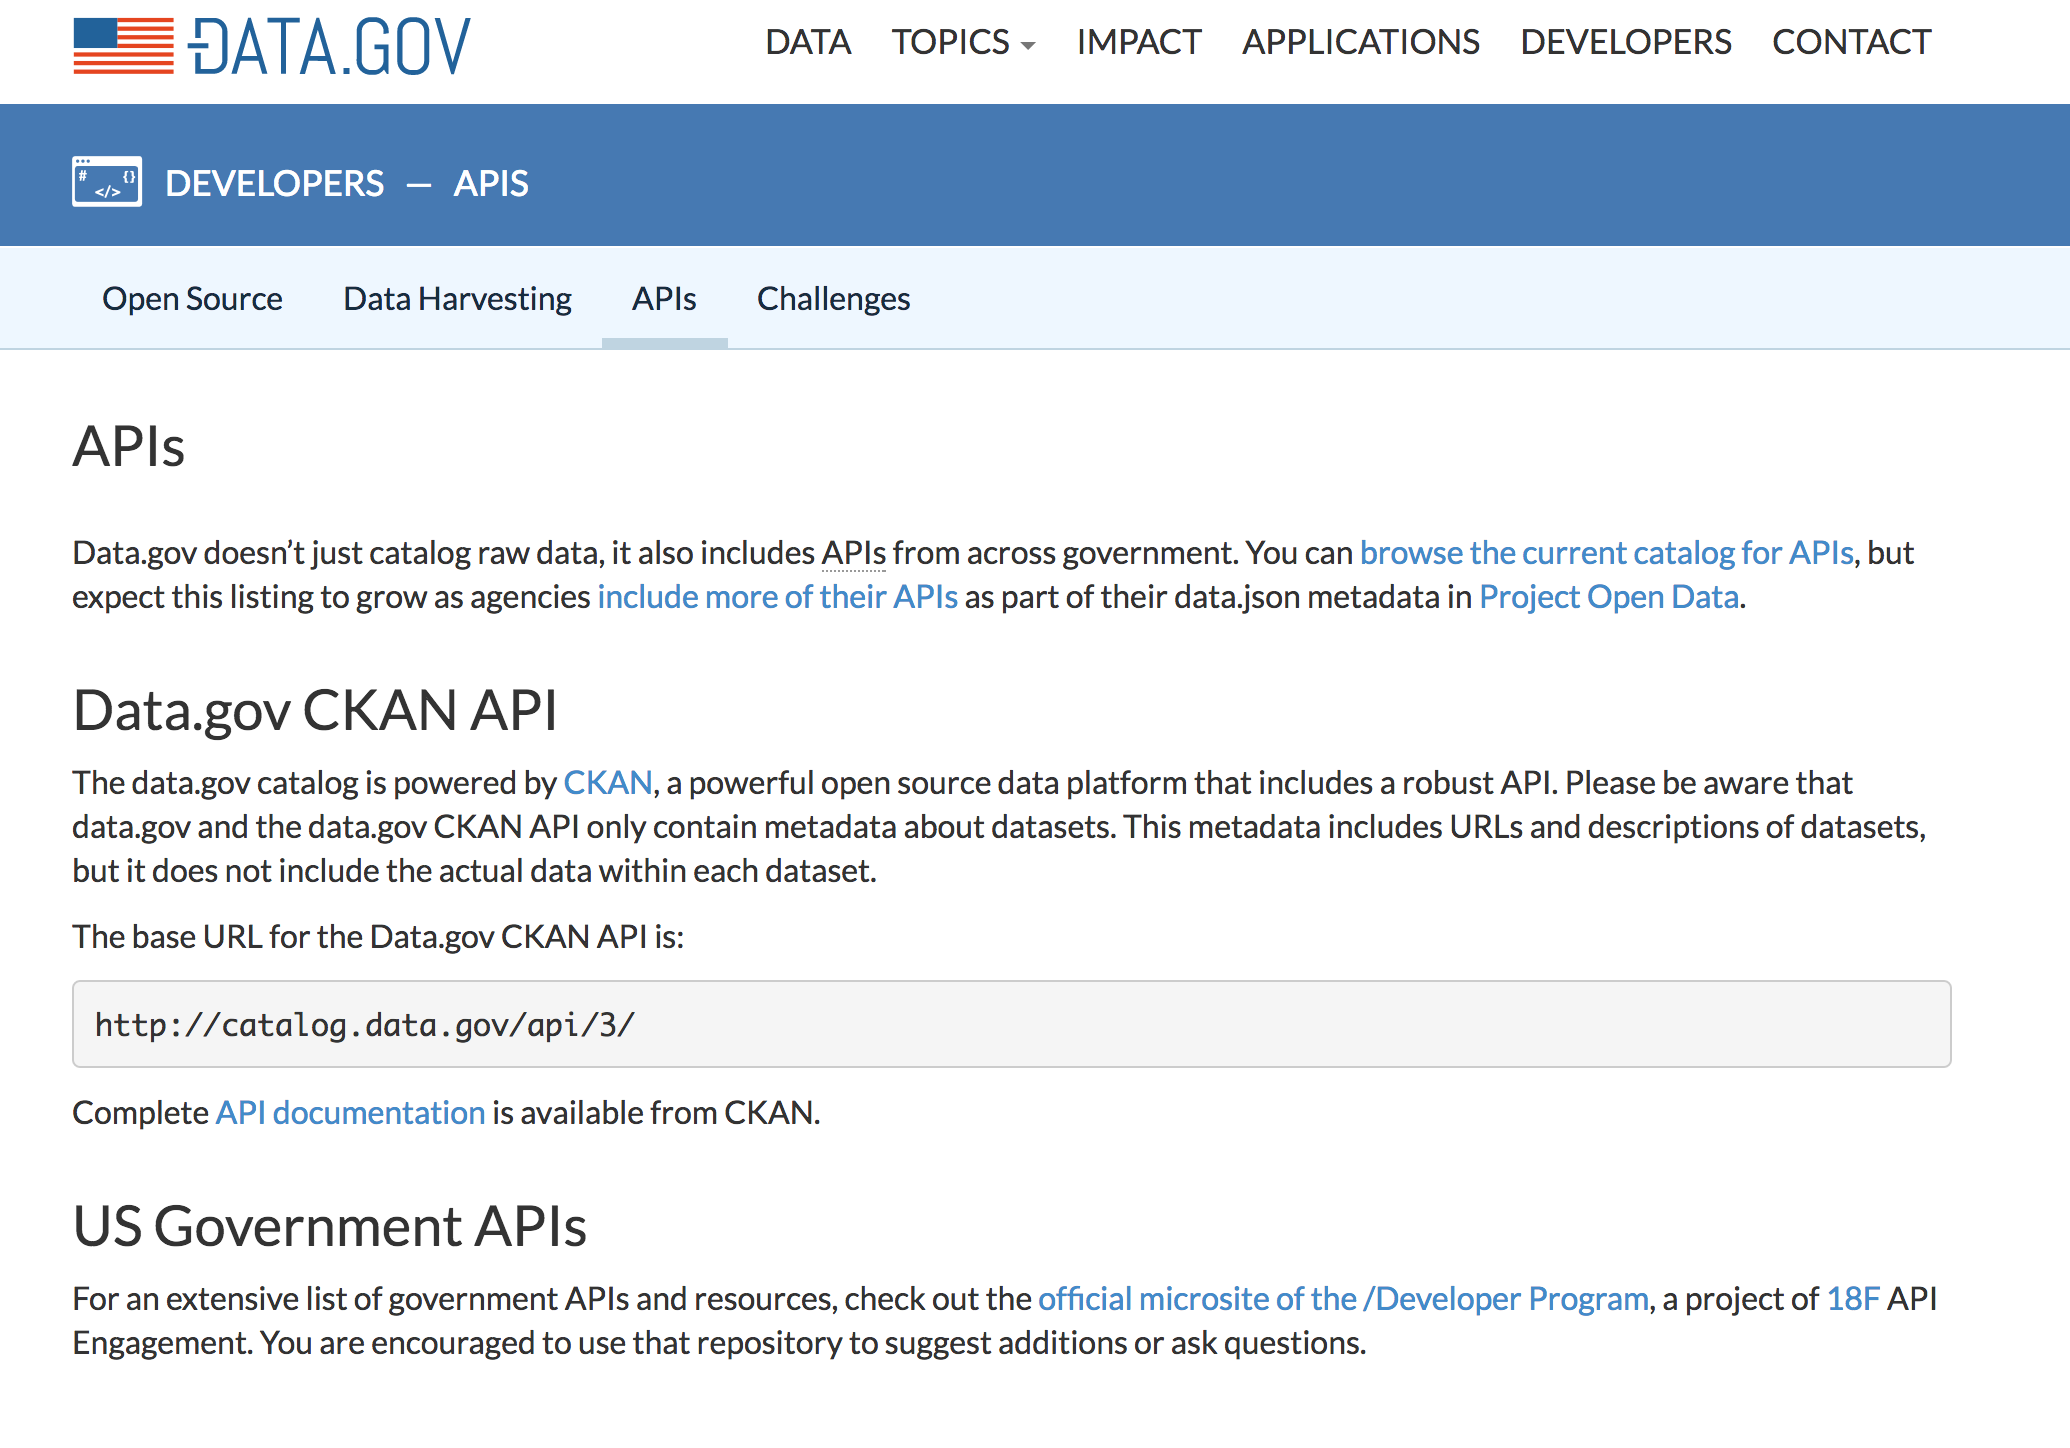 DATA.GOV
DATA TOPICS IMPACT APPLICATIONS DEVELOPERS CONTACT
# {} </>
DEVELOPERS — APIS
Open Source Data Harvesting APIs Challenges
APIs
Data.gov doesn’t just catalog raw data, it also includes APIs from across government. You can browse the current catalog for APIs, but
expect this listing to grow as agencies include more of their APIs as part of their data.json metadata in Project Open Data.
Data.gov CKAN API
The data.gov catalog is powered by CKAN, a powerful open source data platform that includes a robust API. Please be aware that
data.gov and the data.gov CKAN API only contain metadata about datasets. This metadata includes URLs and descriptions of datasets,
but it does not include the actual data within each dataset.
The base URL for the Data.gov CKAN API is:
http://catalog.data.gov/api/3/
Complete API documentation is available from CKAN.
US Government APIs
For an extensive list of government APIs and resources, check out the official microsite of the /Developer Program, a project of 18F API
Engagement. You are encouraged to use that repository to suggest additions or ask questions.